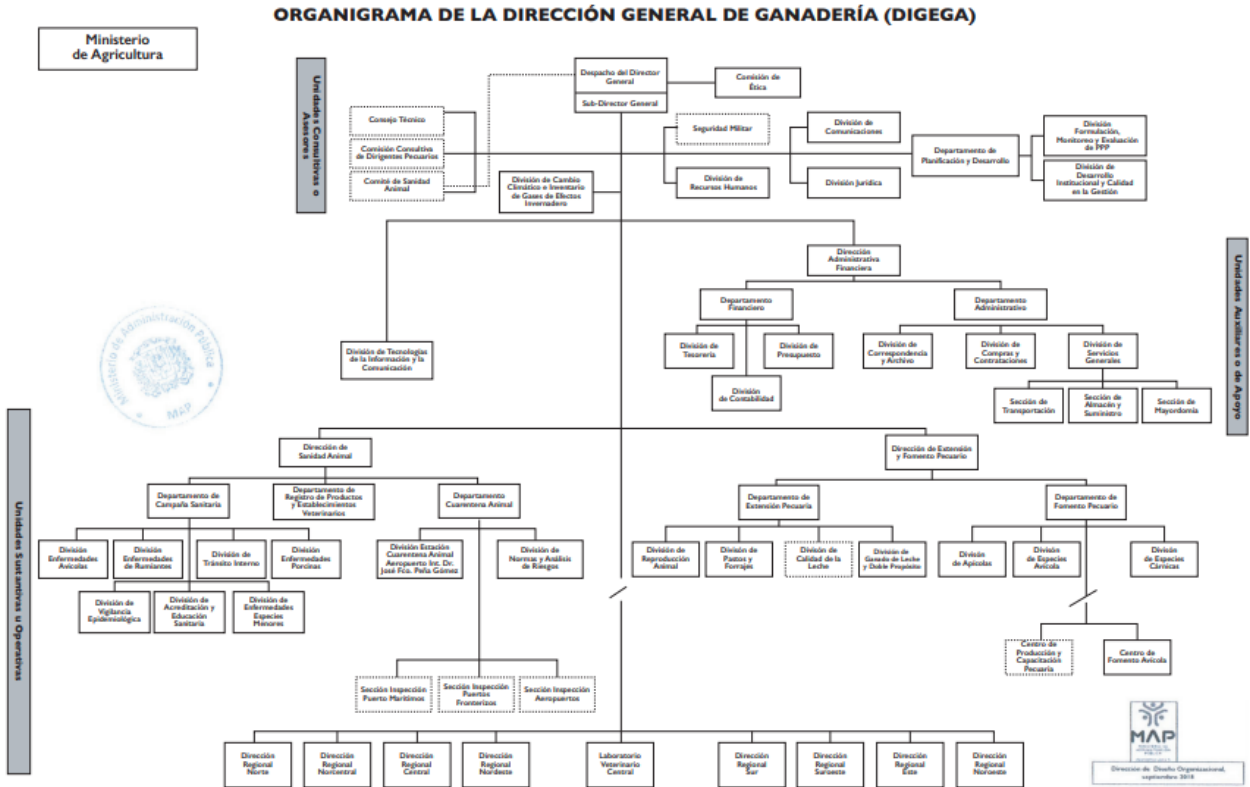 ORGANIGRAMA DE LA DIRECCIÓN GENERAL DE GANADERÍA (DIGEGA)
Ministerio
de Agricultura
Unidades Consultivas o
Asesores
Despacho del Director
General
Sub-Director General
Comisión de
Ética
Consejo Técnico
Comisión Consultiva
de Dirigentes Pecuarios
Comité de Sanidad
Animal
División de Cambio
Climático e Inventario
de Gases de Efectos
Invernadero
Seguridad Militar
División de
Recursos Humanos
División de
Comunicaciones
División Jurídica
Departamento de
Planificación y Desarrollo
División
Formulación,
Monitoreo y Evaluación
de PPP
División de
Desarrollo
Institucional y Calidad
en la Gestión
Unidades Auxiliares o de Apoyo
Dirección
Administrativa
Financiera
Departamento
Financiero
Departamento
Administrativo
División de Tecnologías
de la Información y la
Comunicación
División de
Tesorería
División de
Presupuesto
División
de Contabilidad
División de
Correspondencia
y Archivo
División de
Compras y
Contrataciones
División de
Servicios
Generales
Sección de
Transportación
Sección de
Almacén y
Suministro
Sección de
Mayordomía
Ministerio de Administración Pública
MAP
Unidades Sustantivas u Operativas
Dirección de
Sanidad Animal
Dirección de Extensión
y Fomento Pecuario
Departamento de
Campaña Sanitaria
Departamento de
Registro de Productos
y Establecimientos
Veterinarios
Departamento
Cuarentena Animal
Departamento de
Extensión Pecuaria
Departamento de
Fomento Pecuario
División
Enfermedades
Avícolas
División
Enfermedades
de Rumiantes
División de
Tránsito Interno
División
Enfermedades
Porcinas
División Estación
Cuarentena Animal
Aeropuerto Int. Dr.
José Fco. Peña Gómez
División de
Normas y Análisis
de Riesgos
División de
Reproducción
Animal
División de
Pastos y
Forrajes
División de
Calidad de la
Leche
División de
Ganado de Leche
y Doble Propósito
División
de Apícolas
División
de Especies
Avícola
División
de Especies
Cárnicas
División de
Vigilancia
Epidemiológica
División de
Acreditación y
Educación
Sanitaria
División de
Enfermedades
Especies
Menores
Centro de
Producción y
Capacitación
Pecuaria
Centro de
Fomento Avícola
Sección Inspección
Puerto Marítimos
Sección Inspección
Puertos
Fronterizos
Sección Inspección
Aeropuertos
Dirección
Regional
Norte
Dirección
Regional
Norcentral
Dirección
Regional
Central
Dirección
Regional
Nordeste
Laboratorio
Veterinario
Central
Dirección
Regional
Sur
Dirección
Regional
Suroeste
Dirección
Regional
Este
Dirección
Regional
Noroeste
MAP
Dirección de Diseño Organizacional,
septiembre 2018